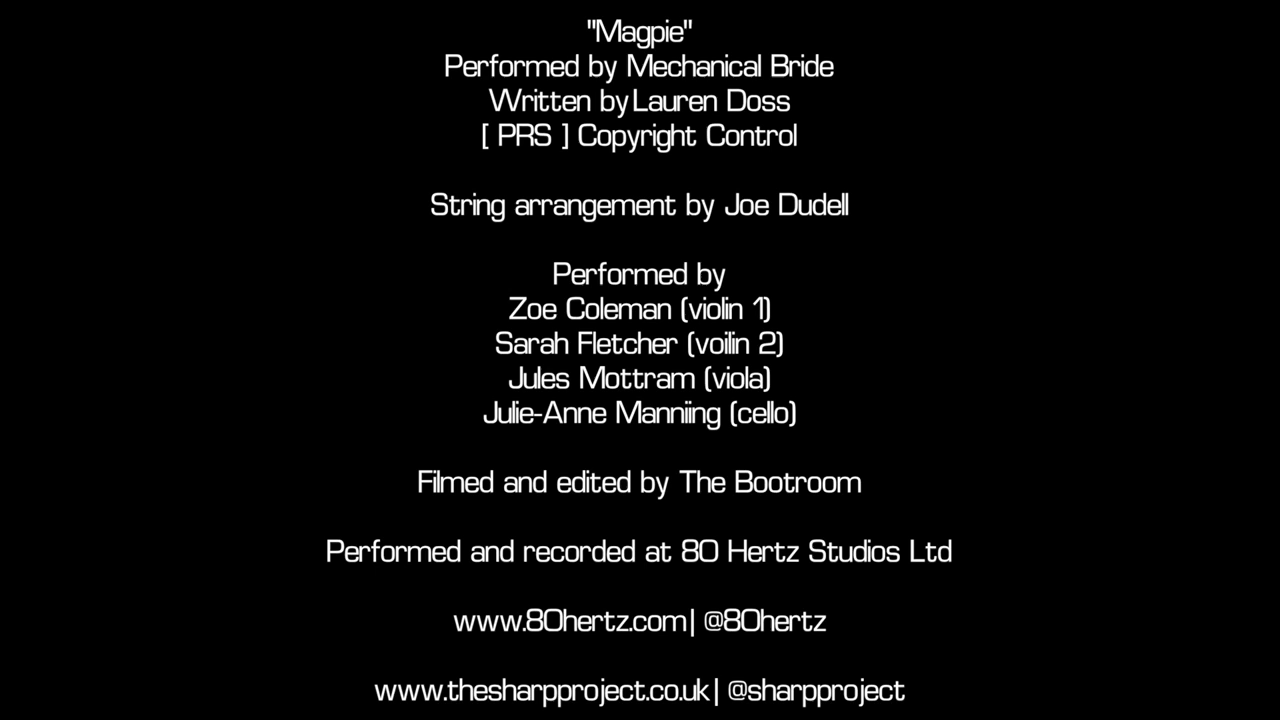 "Magpie"
Performed by Mechanical Bride
Written by Lauren Doss
[ PRS ] Copyright Control
String arrangement by Joe Dudell
Performed by
Zoe Coleman (violin 1)
Sarah Fletcher (voilin 2)
Jules Mottram (viola)
Julie-Anne Manniing (cello)
Filmed and edited by The Bootroom
Performed and recorded at 80 Hertz Studios Ltd
www.80hertz.com| @80hertz
www.thesharpproject.co.uk| @sharpproject